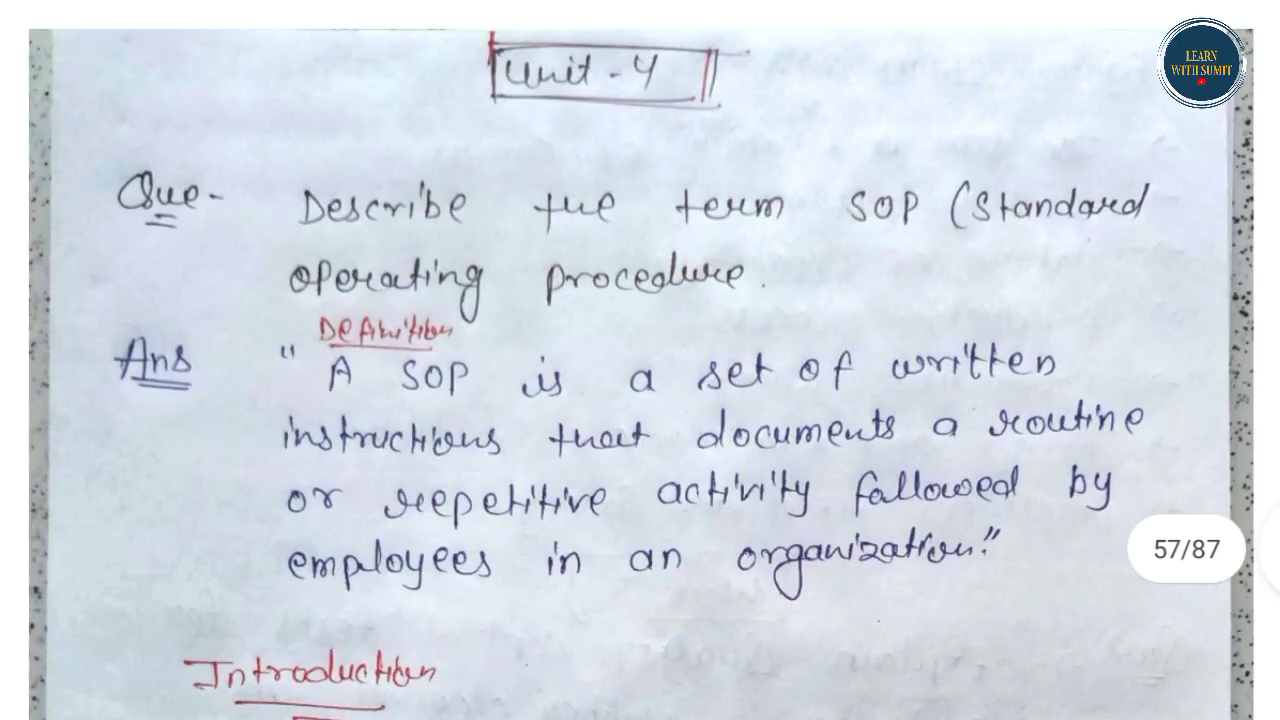 LEARN
WITH SUMIT
Unit - 4
Que- Describe the term SOP (Standard
operating procedure.
Definition
Ans " A SOP is a set of written
instructions that documents a routine
or repetitive activity followed by
employees in an organization."
57/87
Introduction